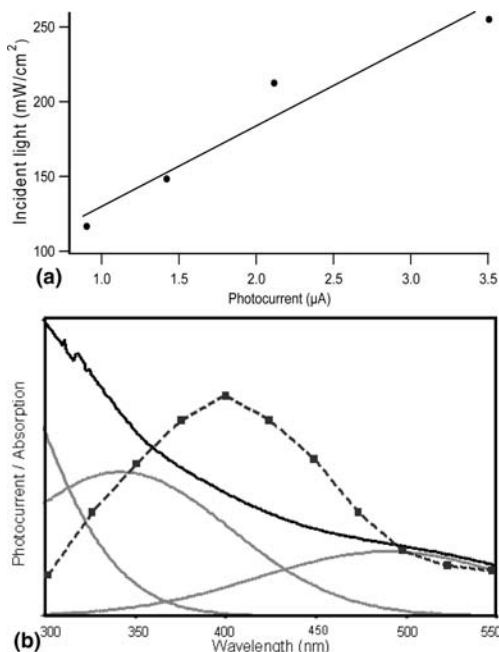 Incident light (mW/cm²)
250
200
150
100
1.0 1.5 2.0 2.5 3.0 3.5
(a)
Photocurrent (µA)
Photocurrent / Absorption
300 350 400 450 500 550
(b)
Wavelength (nm)